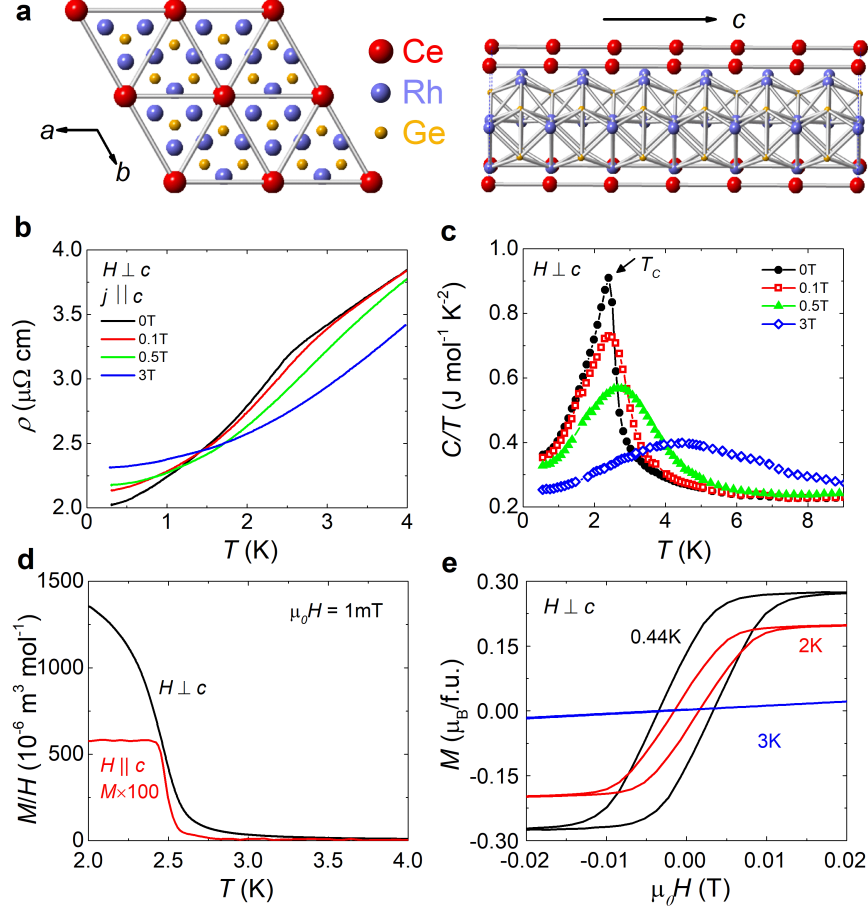 a
Ce
Rh
Ge
a
b
c
b
H ⊥ c
j || c
0T
0.1T
0.5T
3T
4.0
3.5
3.0
2.5
2.0
0
1
2
3
4
ρ (μΩ cm)
T (K)
c
H ⊥ c
T_C
0T
0.1T
0.5T
3T
1.0
0.8
0.6
0.4
0.2
0
2
4
6
8
C/T (J mol⁻¹ K⁻²)
T (K)
d
μ₀H = 1mT
H ⊥ c
H || c
M×100
1500
1000
500
0
2.0
2.5
3.0
3.5
4.0
M/H (10⁻⁶ m³ mol⁻¹)
T (K)
e
H ⊥ c
0.44K
2K
3K
0.30
0.15
0.00
-0.15
-0.30
-0.02
-0.01
0.00
0.01
0.02
M (μ_B/f.u.)
μ₀H (T)